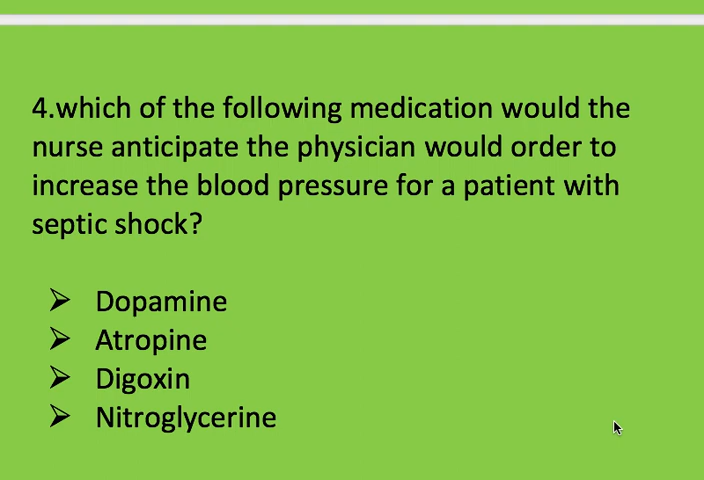 4.which of the following medication would the
nurse anticipate the physician would order to
increase the blood pressure for a patient with
septic shock?
➢ Dopamine
➢ Atropine
➢ Digoxin
➢ Nitroglycerine